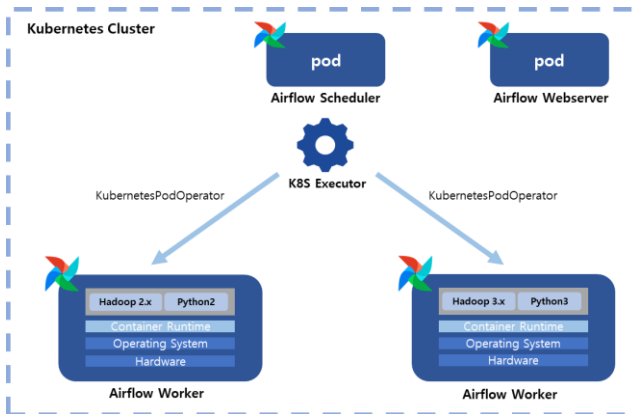 Kubernetes Cluster
pod
pod
Airflow Scheduler
Airflow Webserver
K8S Executor
KubernetesPodOperator
KubernetesPodOperator
Hadoop 2.x
Python2
Container Runtime
Operating System
Hardware
Airflow Worker
Hadoop 3.x
Python3
Container Runtime
Operating System
Hardware
Airflow Worker